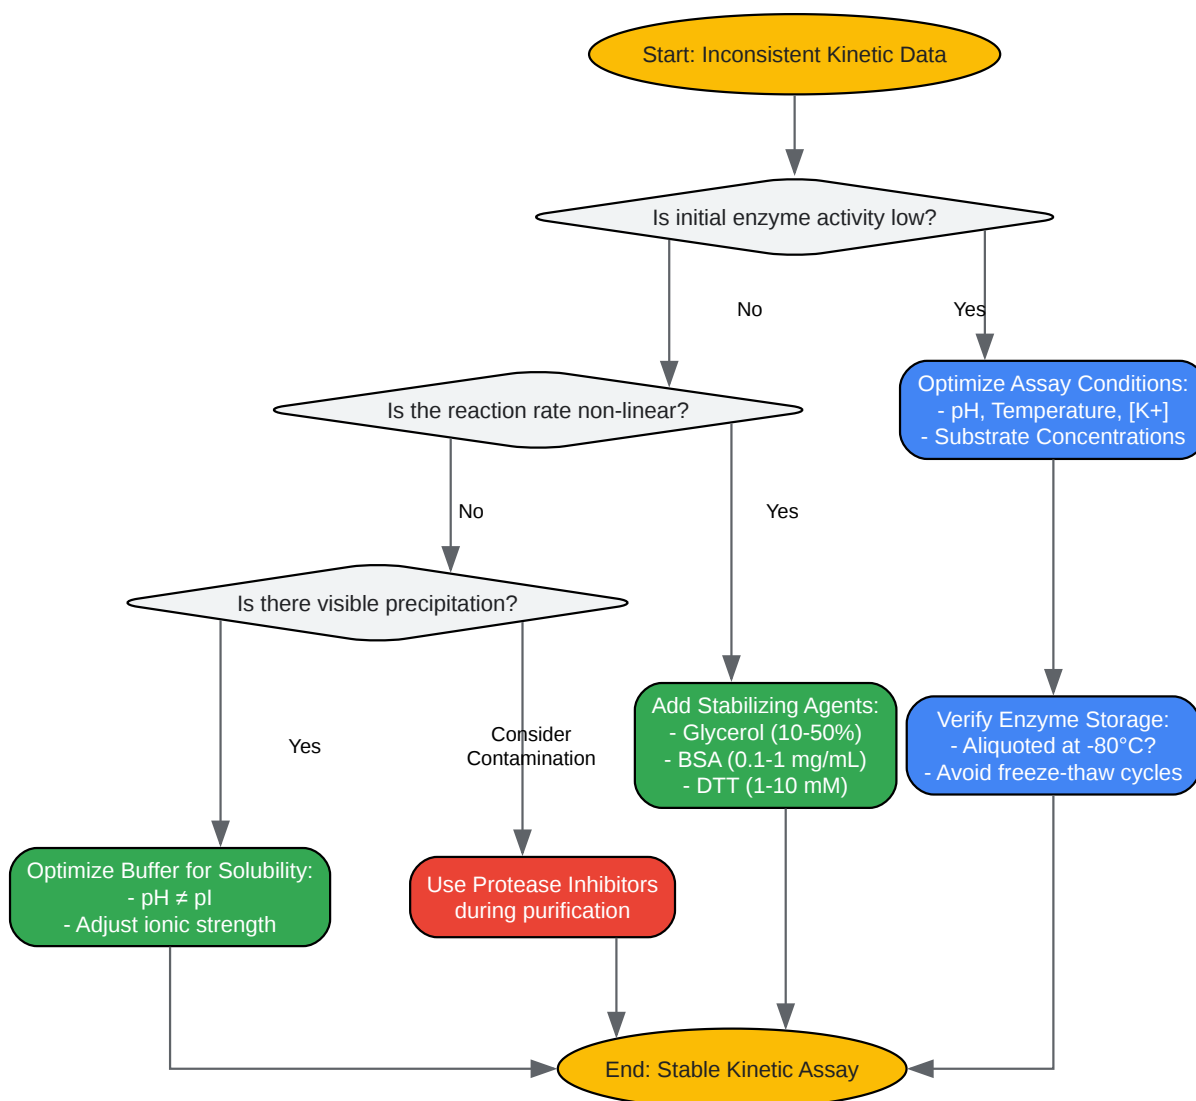 Start: Inconsistent Kinetic Data
Is initial enzyme activity low?
No
Yes
Optimize Assay Conditions:
- pH, Temperature, [K+]
- Substrate Concentrations
Is the reaction rate non-linear?
No
Yes
Is there visible precipitation?
Yes
Consider
Contamination
Add Stabilizing Agents:
- Glycerol (10-50%)
- BSA (0.1-1 mg/mL)
- DTT (1-10 mM)
Verify Enzyme Storage:
- Aliquoted at -80°C?
- Avoid freeze-thaw cycles
Optimize Buffer for Solubility:
- pH ≠ pI
- Adjust ionic strength
Use Protease Inhibitors
during purification
End: Stable Kinetic Assay